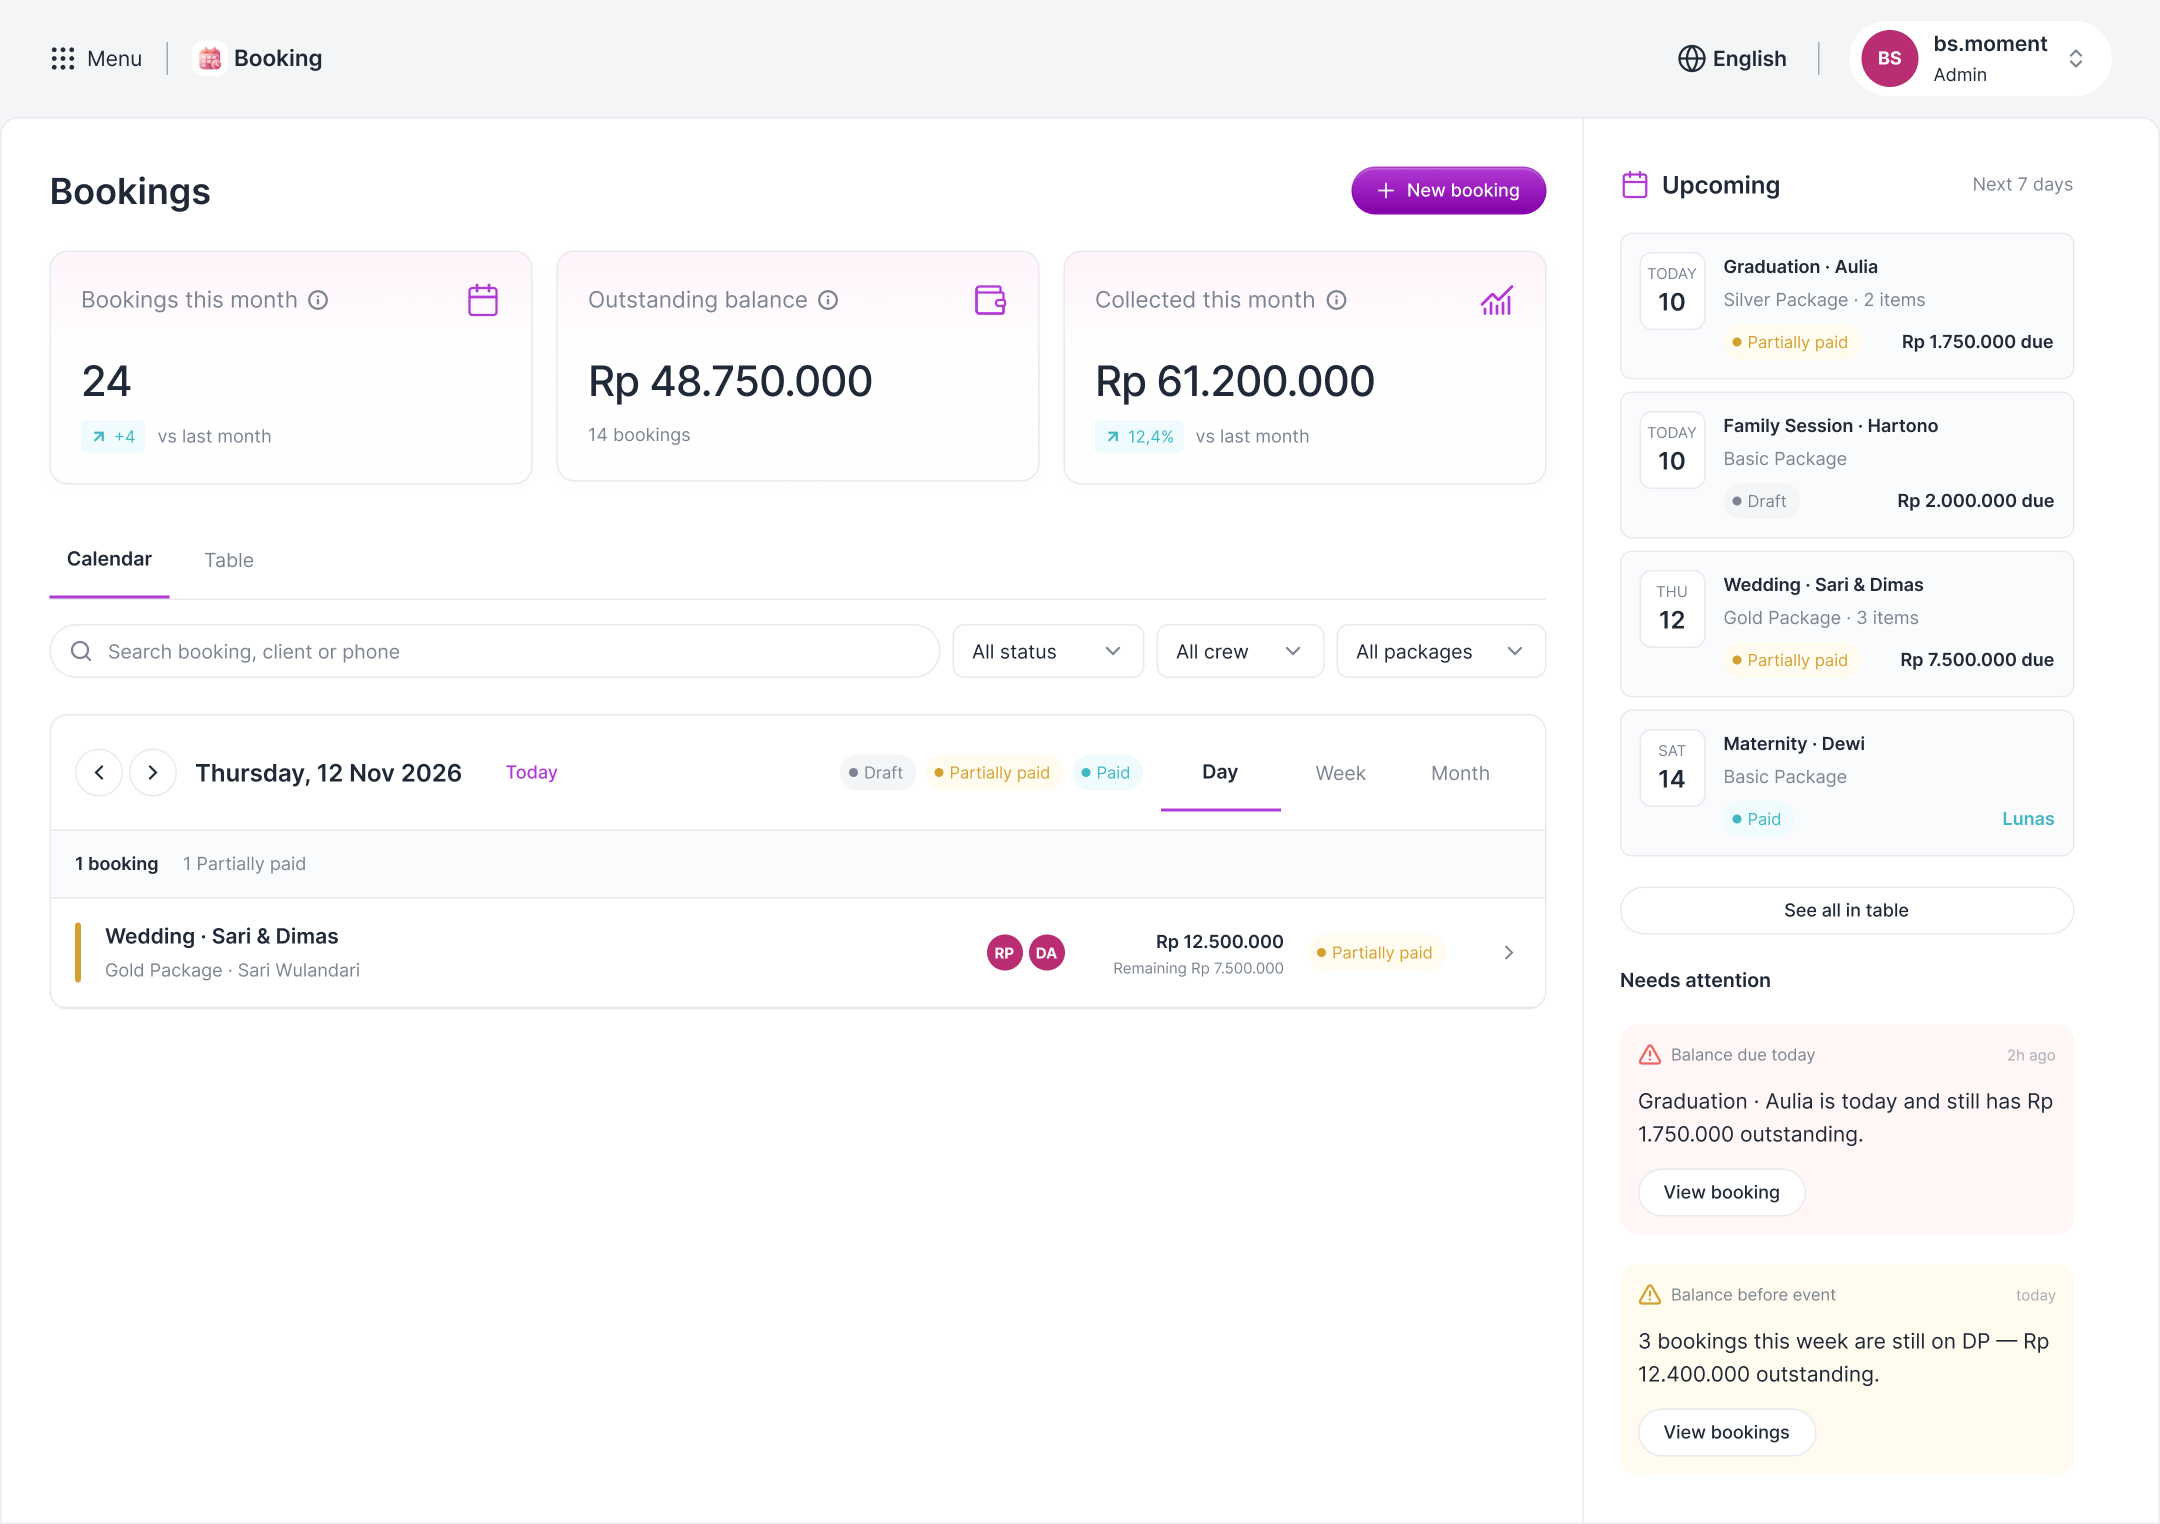 Menu
Booking
English
BS
bs.moment
Admin
Bookings
New booking
Bookings this month
24
+4 vs last month
Outstanding balance
Rp 48.750.000
14 bookings
Collected this month
Rp 61.200.000
12,4% vs last month
Calendar
Table
Search booking, client or phone
All status
All crew
All packages
Thursday, 12 Nov 2026
Today
Draft
Partially paid
Paid
Day
Week
Month
1 booking
1 Partially paid
Wedding · Sari & Dimas
Gold Package · Sari Wulandari
RP
DA
Rp 12.500.000
Remaining Rp 7.500.000
Partially paid
Upcoming
Next 7 days
TODAY
10
Graduation · Aulia
Silver Package · 2 items
Partially paid
Rp 1.750.000 due
TODAY
10
Family Session · Hartono
Basic Package
Draft
Rp 2.000.000 due
THU
12
Wedding · Sari & Dimas
Gold Package · 3 items
Partially paid
Rp 7.500.000 due
SAT
14
Maternity · Dewi
Basic Package
Paid
Lunas
See all in table
Needs attention
Balance due today
2h ago
Graduation · Aulia is today and still has Rp
1.750.000 outstanding.
View booking
Balance before event
today
3 bookings this week are still on DP — Rp
12.400.000 outstanding.
View bookings